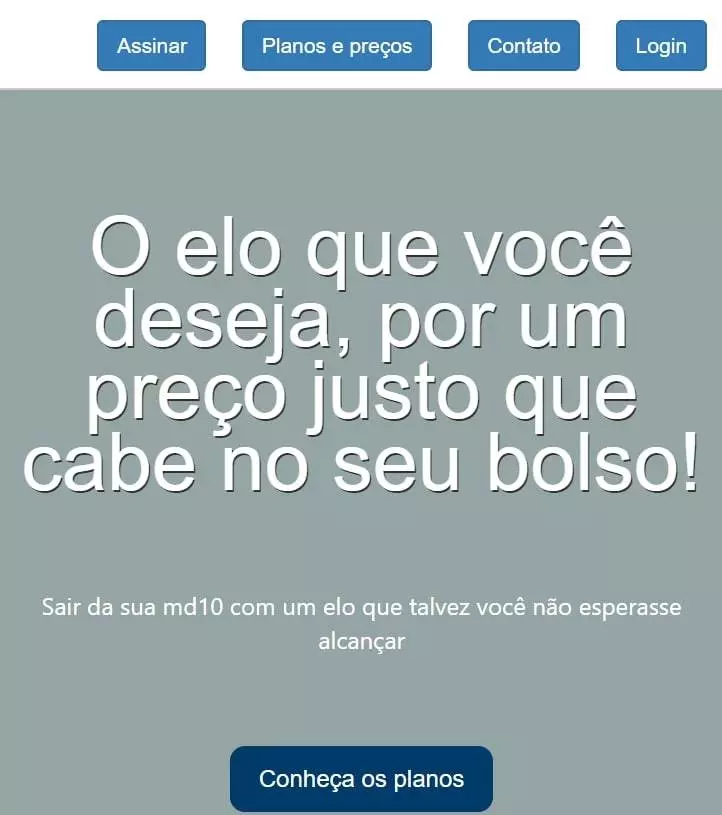 Assinar Planos e preços Contato Login
O elo que você
deseja, por um
preço justo que
cabe no seu bolso!
Sair da sua md10 com um elo que talvez você não esperasse
alcançar
Conheça os planos